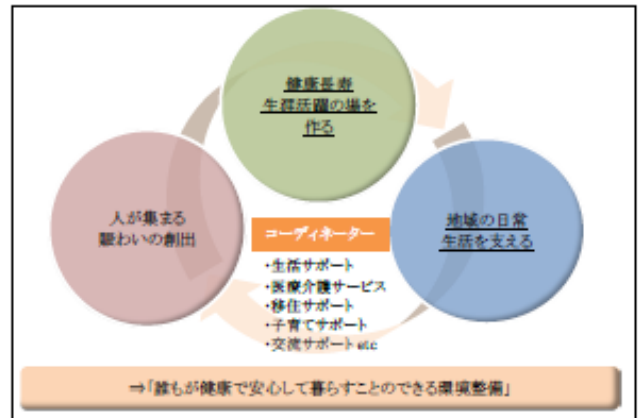 健康長寿
生涯活躍の場を
作る
人が集まる
賑わいの創出
地域の日常
生活を支える
コーディネーター
・生活サポート
・医療介護サービス
・移住サポート
・子育てサポート
・交流サポート etc
⇒「誰もが健康で安心して暮らすことのできる環境整備」